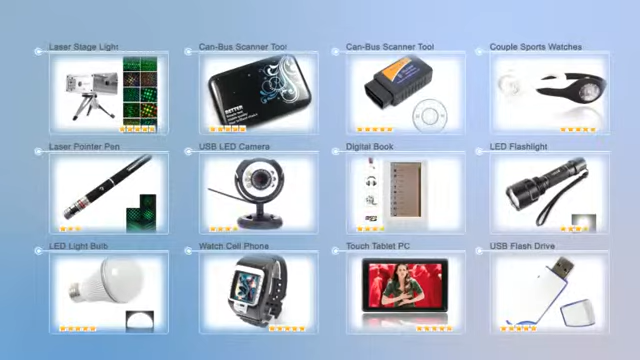 Laser Stage Light
Can-Bus Scanner Tool
Can-Bus Scanner Tool
Couple Sports Watches
Laser Pointer Pen
USB LED Camera
Digital Book
LED Flashlight
LED Light Bulb
Watch Cell Phone
Touch Tablet PC
USB Flash Drive